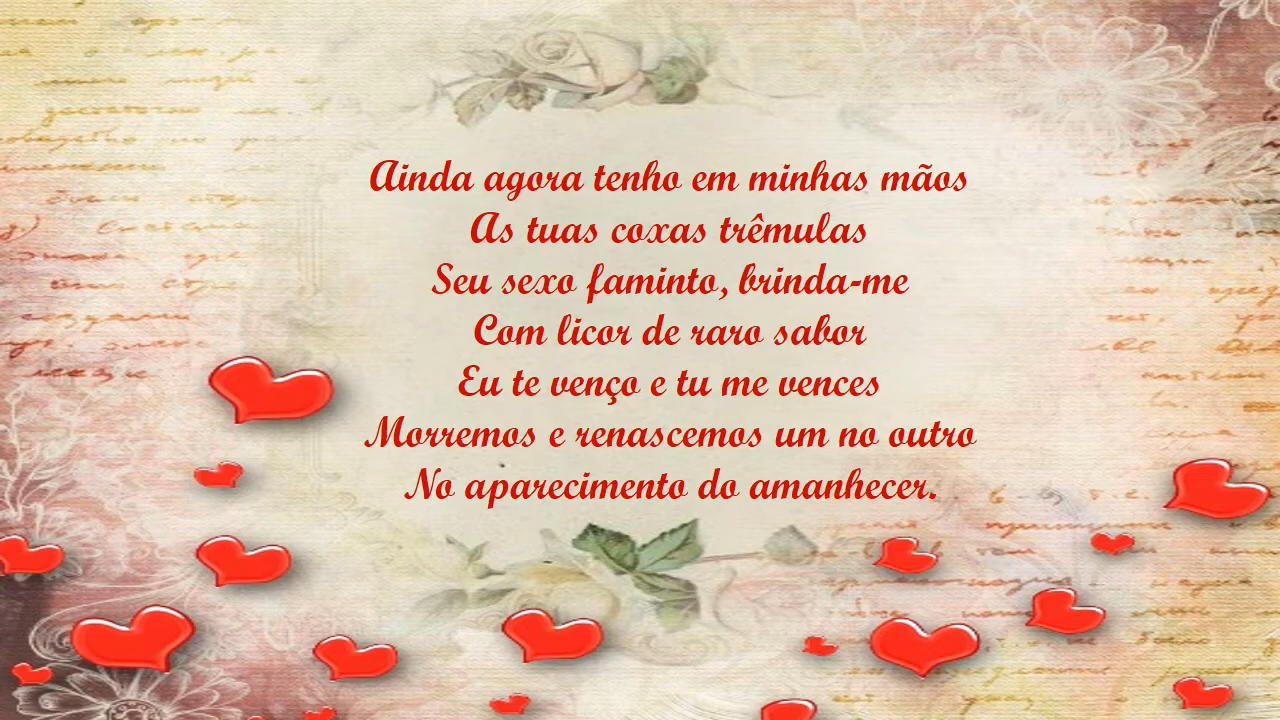 Ainda agora tenho em minhas mãos
As tuas coxas trêmulas
Seu sexo faminto, brinda-me
Com licor de raro sabor
Eu te venço e tu me vences
Morremos e renascemos um no outro
No aparecimento do amanhecer.